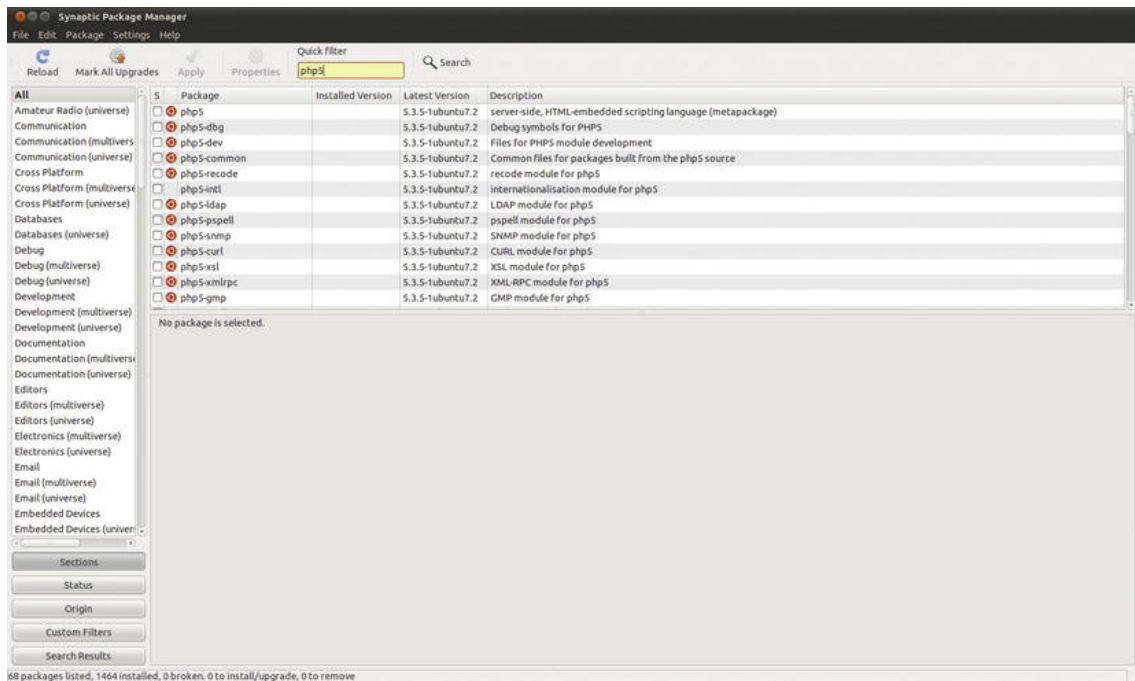 Synaptic Package Manager
File Edit Package Settings Help
Reload Mark All Upgrades Apply Properties
Quick filter
php5
Search
All
Amateur Radio (universe)
Communication
Communication (multivers
Communication (universe)
Cross Platform
Cross Platform (multiverse
Cross Platform (universe)
Databases
Databases (universe)
Debug
Debug (multiverse)
Debug (universe)
Development
Development (multiverse)
Development (universe)
Documentation
Documentation (multivers
Documentation (universe)
Editors
Editors (multiverse)
Editors (universe)
Electronics (multiverse)
Electronics (universe)
Email
Email (multiverse)
Email (universe)
Embedded Devices
Embedded Devices (univer
Sections
Status
Origin
Custom Filters
Search Results
S Package Installed Version Latest Version Description
php5 5.3.5-1ubuntu7.2 server-side, HTML-embedded scripting language (metapackage)
php5-dbg 5.3.5-1ubuntu7.2 Debug symbols for PHP5
php5-dev 5.3.5-1ubuntu7.2 Files for PHP5 module development
php5-common 5.3.5-1ubuntu7.2 Common files for packages built from the php5 source
php5-recode 5.3.5-1ubuntu7.2 recode module for php5
php5-intl 5.3.5-1ubuntu7.2 internationalisation module for php5
php5-ldap 5.3.5-1ubuntu7.2 LDAP module for php5
php5-pspell 5.3.5-1ubuntu7.2 pspell module for php5
php5-snmp 5.3.5-1ubuntu7.2 SNMP module for php5
php5-curl 5.3.5-1ubuntu7.2 CURL module for php5
php5-xsl 5.3.5-1ubuntu7.2 XSL module for php5
php5-xmlrpc 5.3.5-1ubuntu7.2 XML-RPC module for php5
php5-gmp 5.3.5-1ubuntu7.2 GMP module for php5
No package is selected.
68 packages listed, 1464 installed, 0 broken. 0 to install/upgrade, 0 to remove